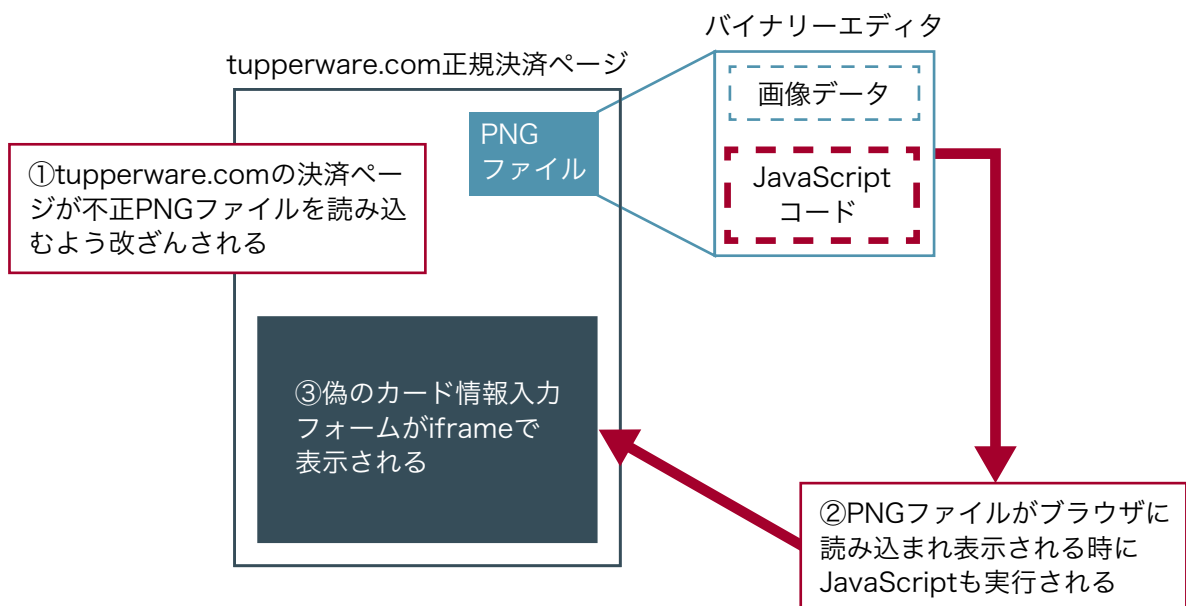 バイナリーエディタ
tupperware.com正規決済ページ
画像データ
PNG
ファイル
JavaScript
コード
①tupperware.comの決済ペー
ジが不正PNGファイルを読み込
むよう改ざんされる
③偽のカード情報入力
フォームがiframeで
表示される
②PNGファイルがブラウザに
読み込まれ表示される時に
JavaScriptも実行される